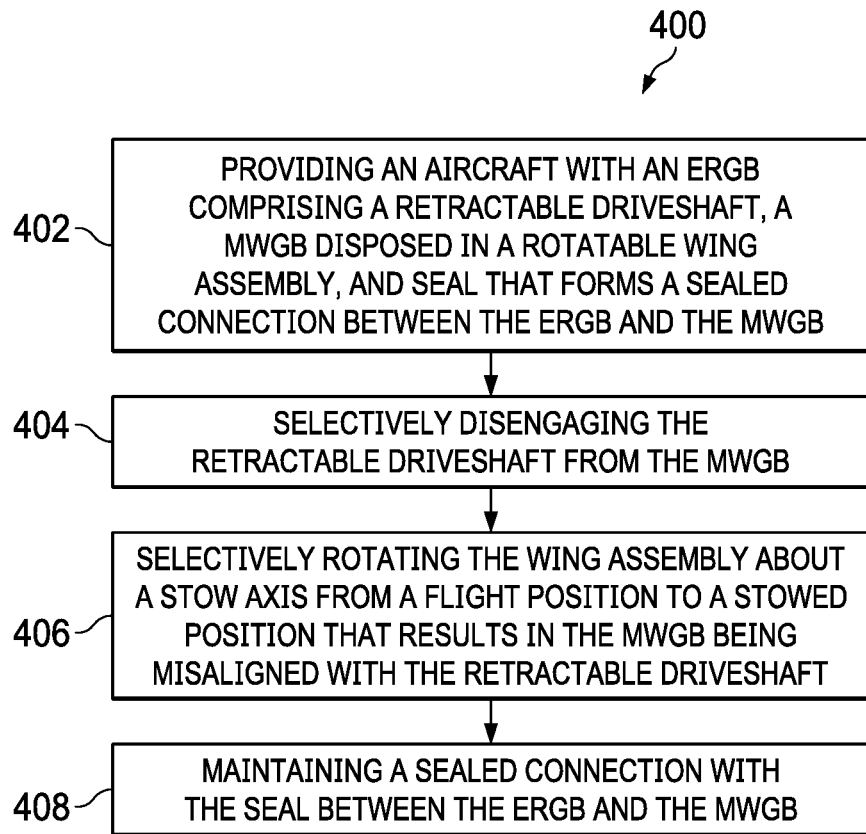 400
402
PROVIDING AN AIRCRAFT WITH AN ERGB
COMPRISING A RETRACTABLE DRIVESHAFT, A
MWGB DISPOSED IN A ROTATABLE WING
ASSEMBLY, AND SEAL THAT FORMS A SEALED
CONNECTION BETWEEN THE ERGB AND THE MWGB
404
SELECTIVELY DISENGAGING THE
RETRACTABLE DRIVESHAFT FROM THE MWGB
406
SELECTIVELY ROTATING THE WING ASSEMBLY ABOUT
A STOW AXIS FROM A FLIGHT POSITION TO A STOWED
POSITION THAT RESULTS IN THE MWGB BEING
MISALIGNED WITH THE RETRACTABLE DRIVESHAFT
408
MAINTAINING A SEALED CONNECTION WITH
THE SEAL BETWEEN THE ERGB AND THE MWGB